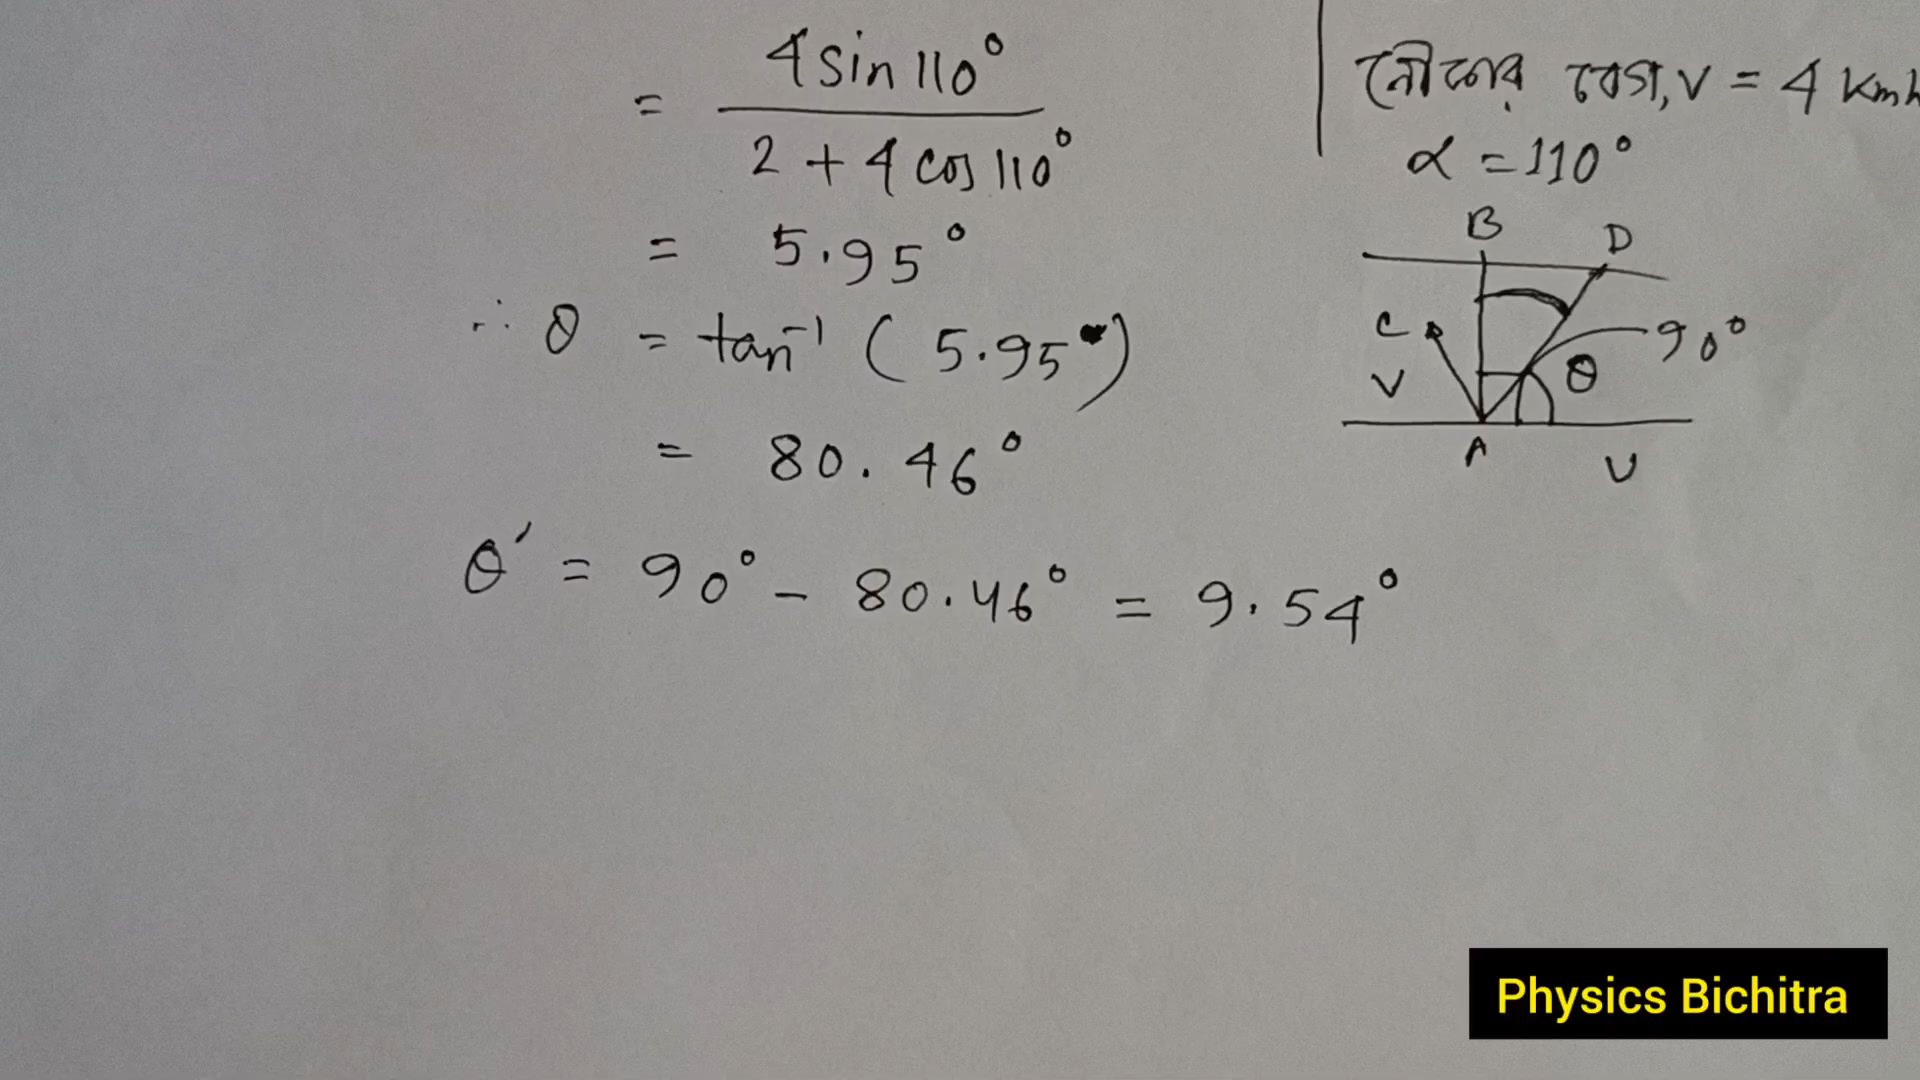 = 4 sin 110° / 2 + 4 cos 110°
= 5.95°
∴ θ = tan⁻¹ (5.95)
= 80.46°
θ′ = 90° - 80.46° = 9.54°
নৌকার বেগ, v = 4 kmh
α = 110°
B D
C 90°
V θ
A U
Physics Bichitra